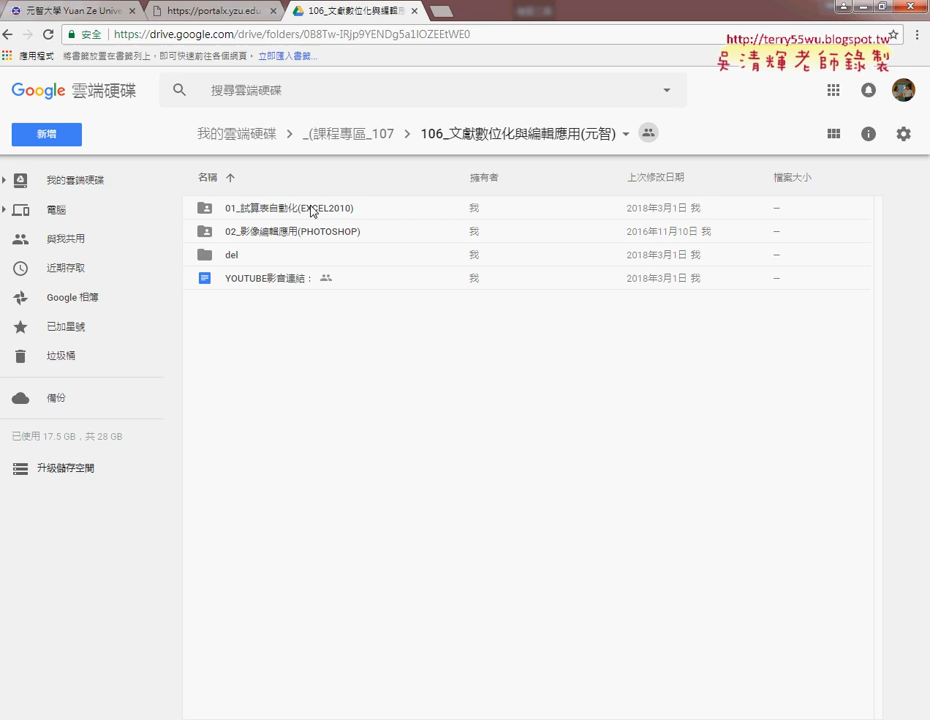 元智大學 Yuan Ze Unive
https://portalx.yzu.edu
106_文獻數位化與編輯
安全
https://drive.google.com/drive/folders/0B8Tw-IRjp9YENDg5a1lOZEEtWE0
http://terry55wu.blogspot.tw
吳清輝老師錄製
應用程式
將書籤放置在書籤列上，即可快速前往各個網頁。
立即匯入書籤...
Google 雲端硬碟
搜尋雲端硬碟
新增
我的雲端硬碟 > _(課程專區_107 > 106_文獻數位化與編輯應用(元智)
名稱 ↑ 擁有者 上次修改日期 檔案大小
我的雲端硬碟
電腦
與我共用
近期存取
Google 相簿
已加星號
垃圾桶
備份
已使用 17.5 GB，共 28 GB
升級儲存空間
01_試算表自動化(EXCEL2010) 我 2018年3月1日 我 –
02_影像編輯應用(PHOTOSHOP) 我 2016年11月10日 我 –
del 我 2018年3月1日 我 –
YOUTUBE影音連結： 我 2018年3月1日 我 –